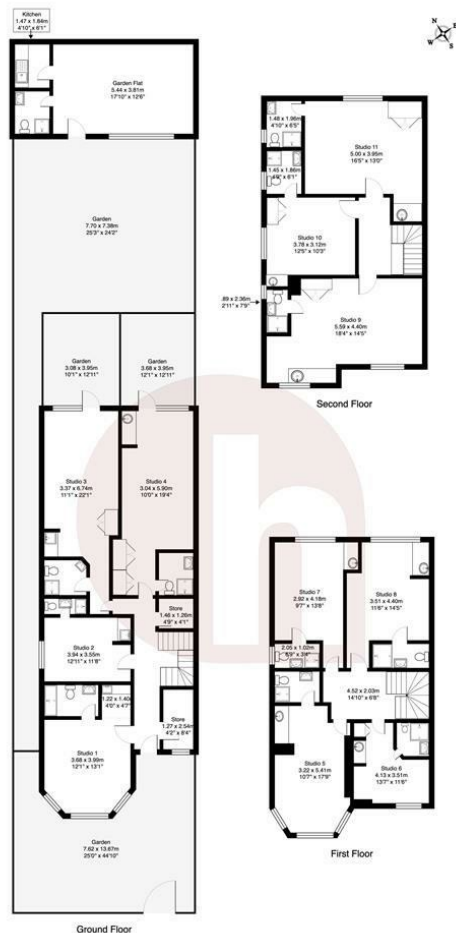 Kitchen
1.47 x 1.84m
4'10" x 6'1"
Garden Flat
5.44 x 3.81m
17'10" x 12'6"
Garden
7.70 x 7.38m
25'3" x 24'2"
Garden
3.08 x 3.95m
10'1" x 12'11"
Garden
3.68 x 3.95m
12'1" x 12'11"
Studio 3
3.37 x 6.74m
11'1" x 22'1"
Studio 4
3.04 x 5.90m
10'0" x 19'4"
Store
1.46 x 1.26m
4'9" x 4'1"
Studio 2
3.94 x 3.55m
12'11" x 11'8"
1.22 x 1.40
4'0" x 4'7"
Store
1.27 x 2.54m
4'2" x 8'4"
Studio 1
3.68 x 3.99m
12'1" x 13'1"
Garden
7.62 x 13.67m
25'0" x 44'10"
Ground Floor
N
E
S
W
1.48 x 1.96m
4'10" x 6'5"
Studio 11
5.00 x 3.95m
16'5" x 13'0"
1.45 x 1.86m
4'9" x 6'1"
Studio 10
3.78 x 3.12m
12'5" x 10'3"
.89 x 2.36m
2'11" x 7'9"
Studio 9
5.59 x 4.40m
18'4" x 14'5"
Second Floor
Studio 7
2.92 x 4.18m
9'7" x 13'8"
Studio 8
3.51 x 4.40m
11'6" x 14'5"
2.05 x 1.02m
6'9" x 3'4"
4.52 x 2.03m
14'10" x 6'8"
Studio 5
3.22 x 5.41m
10'7" x 17'9"
Studio 6
4.13 x 3.51m
13'7" x 11'6"
First Floor
h